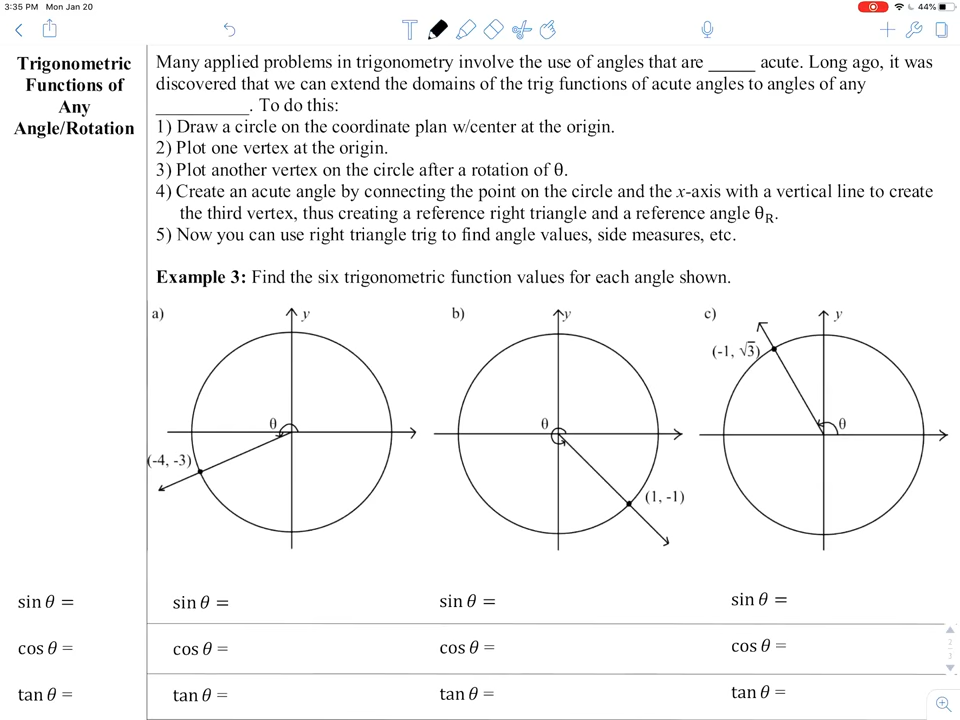 3:35 PM Mon Jan 20
44%
T
Trigonometric
Functions of
Any
Angle/Rotation
Many applied problems in trigonometry involve the use of angles that are _____ acute. Long ago, it was
discovered that we can extend the domains of the trig functions of acute angles to angles of any
__________. To do this:
1) Draw a circle on the coordinate plan w/center at the origin.
2) Plot one vertex at the origin.
3) Plot another vertex on the circle after a rotation of θ.
4) Create an acute angle by connecting the point on the circle and the x-axis with a vertical line to create
the third vertex, thus creating a reference right triangle and a reference angle θR.
5) Now you can use right triangle trig to find angle values, side measures, etc.
Example 3: Find the six trigonometric function values for each angle shown.
a) y b) y c) y
(-1, √3)
θ θ θ
(-4, -3)
(1, -1)
sin θ = sin θ = sin θ = sin θ =
cos θ = cos θ = cos θ = cos θ =
2
3
tan θ = tan θ = tan θ = tan θ =